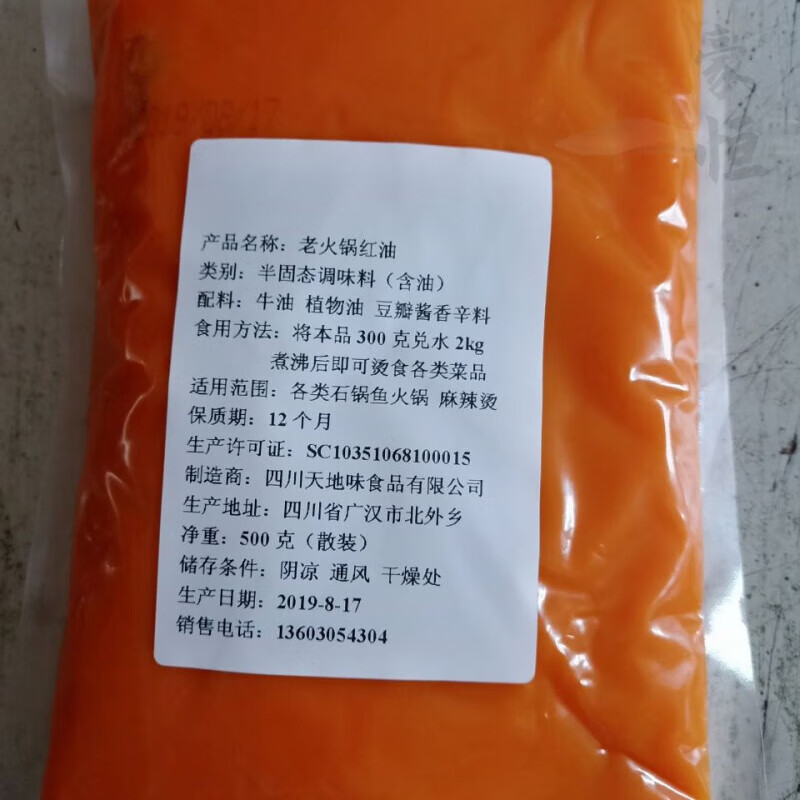 豪
恒
产品名称：老火锅红油
类别：半固态调味料（含油）
配料：牛油 植物油 豆瓣酱香辛料
食用方法：将本品 300 克兑水 2kg
煮沸后即可烫食各类菜品
适用范围：各类石锅鱼火锅 麻辣烫
保质期：12 个月
生产许可证：SC10351068100015
制造商：四川天地味食品有限公司
生产地址：四川省广汉市北外乡
净重：500 克（散装）
储存条件：阴凉 通风 干燥处
生产日期：2019-8-17
销售电话：13603054304